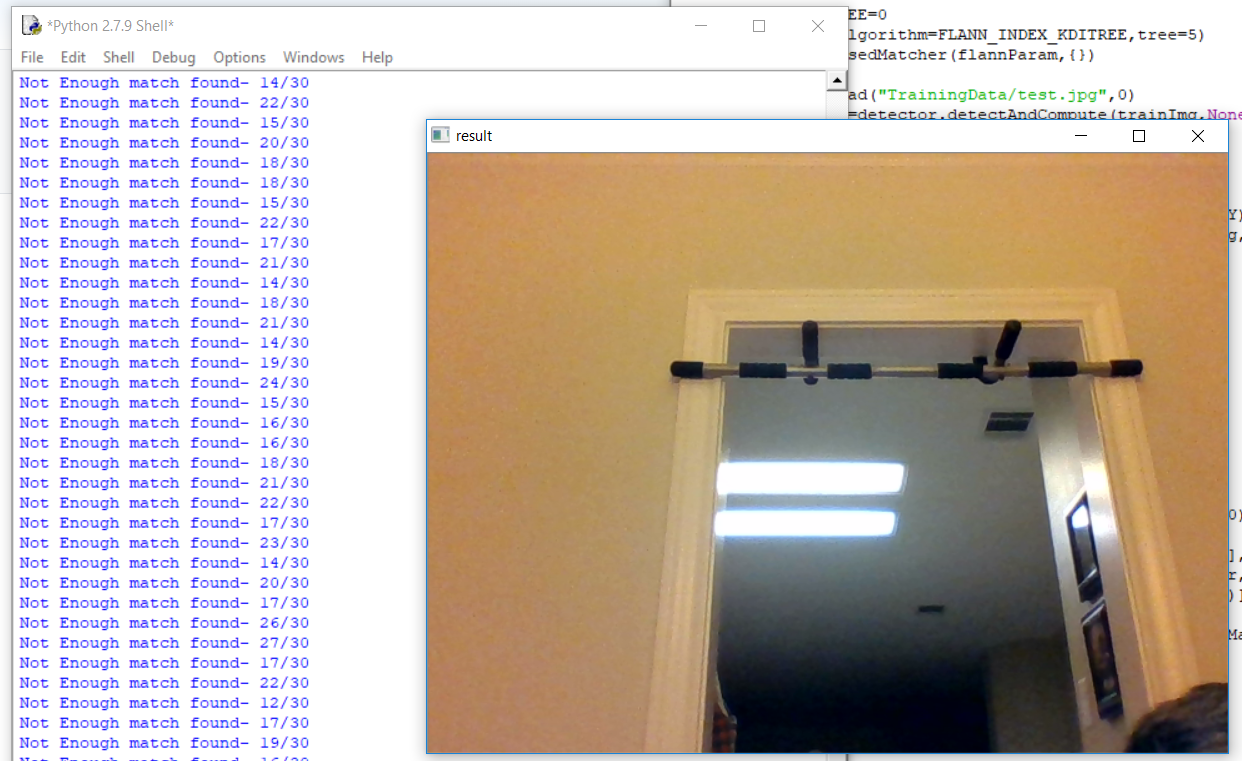 *Python 2.7.9 Shell*
File Edit Shell Debug Options Windows Help
Not Enough match found- 14/30
Not Enough match found- 22/30
Not Enough match found- 15/30
Not Enough match found- 20/30
Not Enough match found- 18/30
Not Enough match found- 18/30
Not Enough match found- 15/30
Not Enough match found- 22/30
Not Enough match found- 17/30
Not Enough match found- 21/30
Not Enough match found- 14/30
Not Enough match found- 18/30
Not Enough match found- 21/30
Not Enough match found- 14/30
Not Enough match found- 19/30
Not Enough match found- 24/30
Not Enough match found- 15/30
Not Enough match found- 16/30
Not Enough match found- 16/30
Not Enough match found- 18/30
Not Enough match found- 21/30
Not Enough match found- 22/30
Not Enough match found- 17/30
Not Enough match found- 23/30
Not Enough match found- 14/30
Not Enough match found- 20/30
Not Enough match found- 17/30
Not Enough match found- 26/30
Not Enough match found- 27/30
Not Enough match found- 17/30
Not Enough match found- 22/30
Not Enough match found- 12/30
Not Enough match found- 17/30
Not Enough match found- 19/30
Not Enough match found- 16/30
EE=0
lgorithm=FLANN_INDEX_KDITREE,tree=5)
sedMatcher(flannParam,{})
ad("TrainingData/test.jpg",0)
=detector.detectAndCompute(trainImg,None
result
Y)
g,
0)
],
r,
)]
Ma